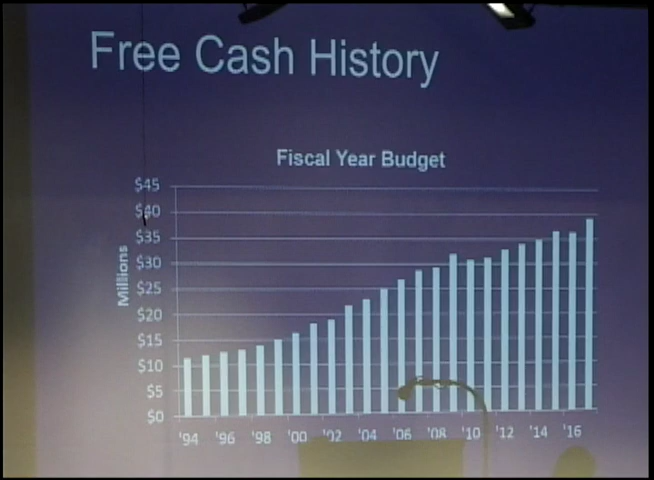 Free Cash History
Fiscal Year Budget
$45
$40
$35
$30
$25
$20
$15
$10
$5
$0
Millions
'94 '96 '98 '00 '02 '04 '06 '08 '10 '12 '14 '16